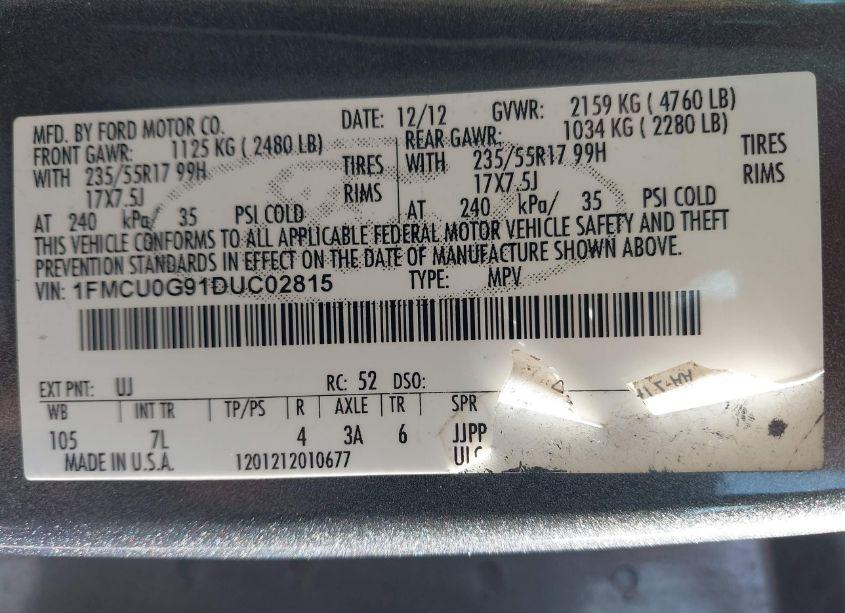 MFD. BY FORD MOTOR CO. DATE: 12/12 GVWR: 2159 KG ( 4760 LB)
FRONT GAWR: 1125 KG ( 2480 LB) REAR GAWR: 1034 KG ( 2280 LB)
WITH 235/55R17 99H TIRES WITH 235/55R17 99H TIRES
17X7.5J RIMS 17X7.5J RIMS
AT 240 kPa/ 35 PSI COLD AT 240 kPa/ 35 PSI COLD
THIS VEHICLE CONFORMS TO ALL APPLICABLE FEDERAL MOTOR VEHICLE SAFETY AND THEFT
PREVENTION STANDARDS IN EFFECT ON THE DATE OF MANUFACTURE SHOWN ABOVE.
VIN: 1FMCU0G91DUC02815 TYPE: MPV
EXT PNT: UJ RC: 52 DSO:
WB INT TR TP/PS R AXLE TR SPR
105 7L 4 3A 6 JJPP
MADE IN U.S.A. 1201212010677